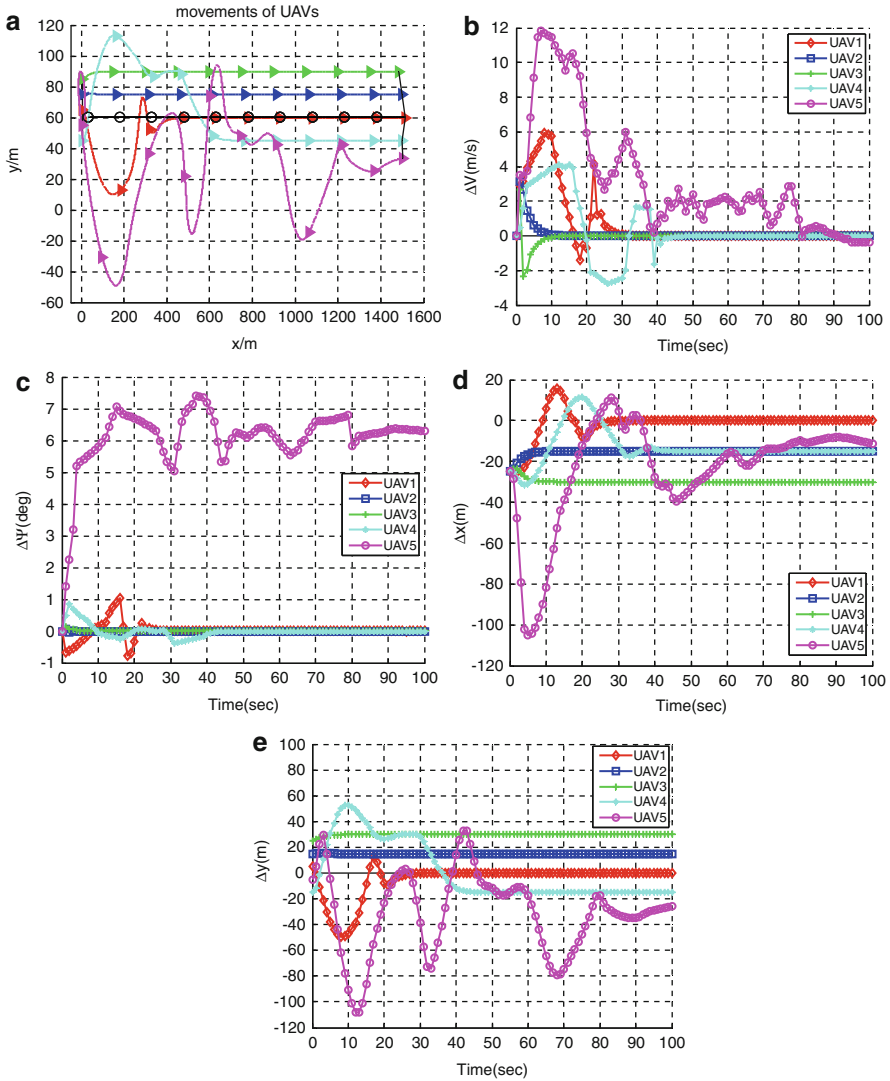 a
movements of UAVs
120
100
80
60
40
20
0
-20
-40
-60
y/m
0 200 400 600 800 1000 1200 1400 1600
x/m
b
12
10
8
6
4
2
0
-2
-4
ΔV(m/s)
UAV1
UAV2
UAV3
UAV4
UAV5
0 10 20 30 40 50 60 70 80 90 100
Time(sec)
c
8
7
6
5
4
3
2
1
0
-1
ΔΨ(deg)
UAV1
UAV2
UAV3
UAV4
UAV5
0 10 20 30 40 50 60 70 80 90 100
Time(sec)
d
20
0
-20
-40
-60
-80
-100
-120
Δx(m)
UAV1
UAV2
UAV3
UAV4
UAV5
0 10 20 30 40 50 60 70 80 90 100
Time(sec)
e
100
80
60
40
20
0
-20
-40
-60
-80
-100
-120
Δy(m)
UAV1
UAV2
UAV3
UAV4
UAV5
0 10 20 30 40 50 60 70 80 90 100
Time(sec)